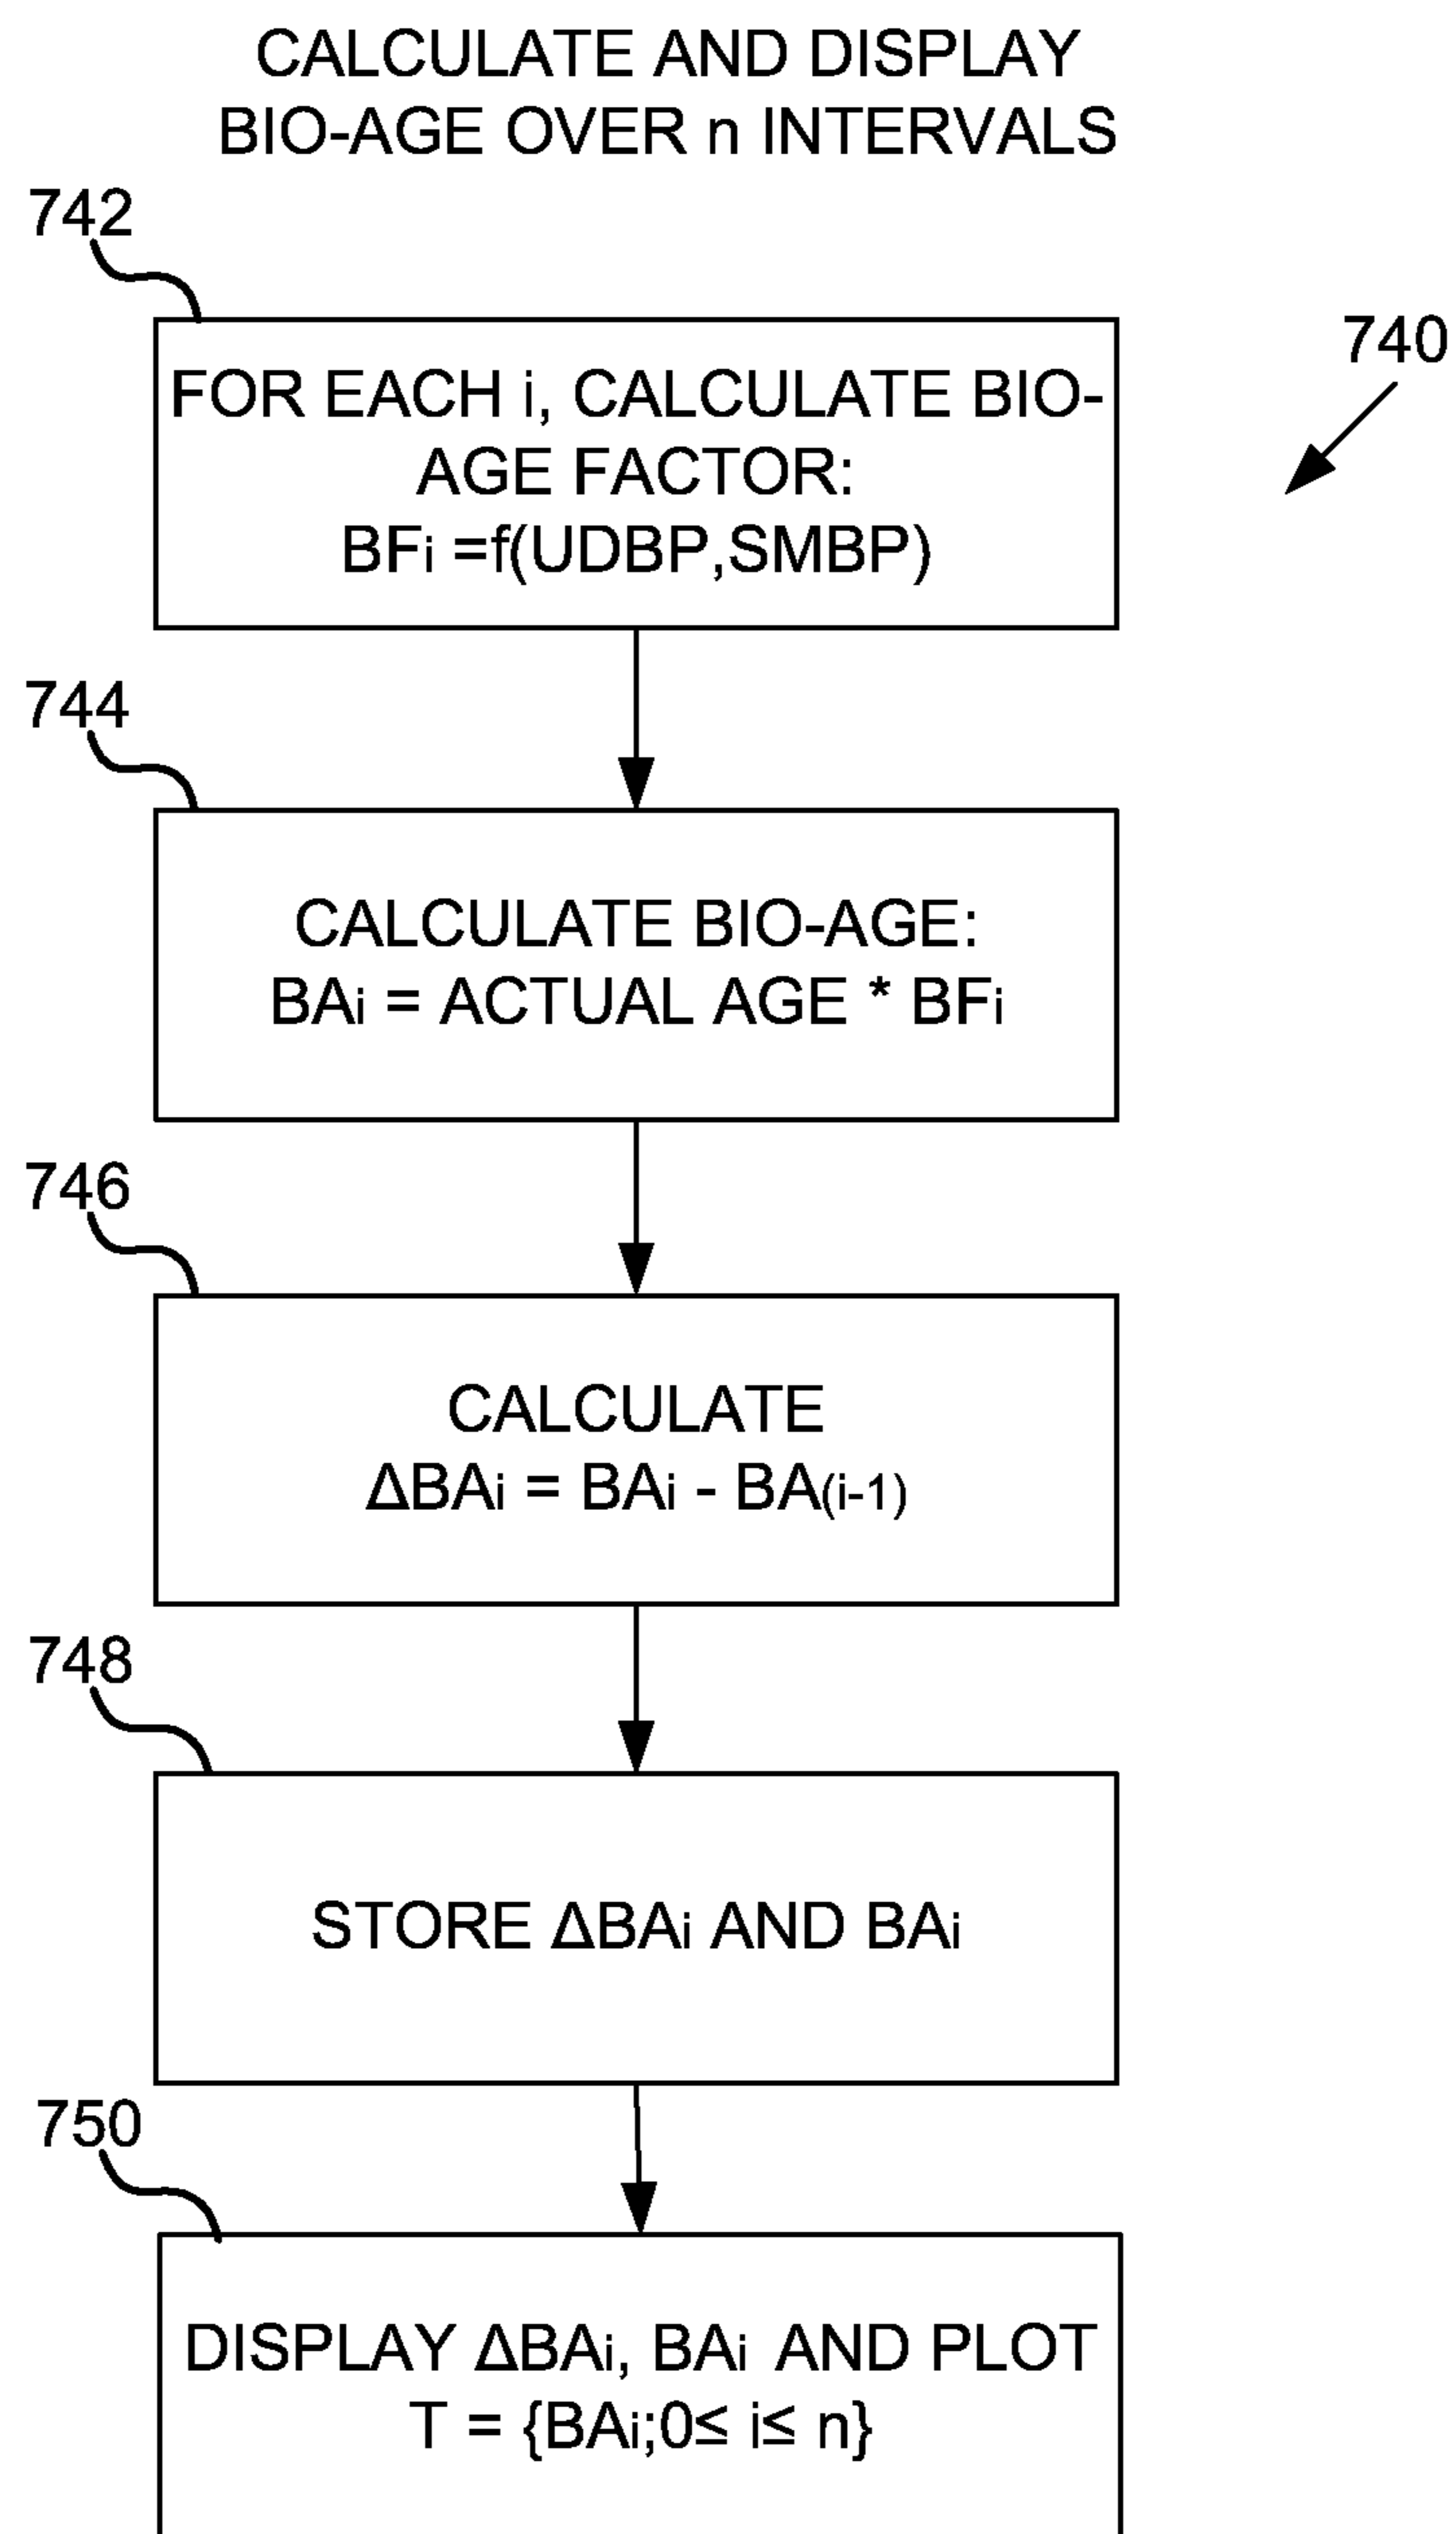 CALCULATE AND DISPLAY
BIO-AGE OVER n INTERVALS
742
740
FOR EACH i, CALCULATE BIO-
AGE FACTOR:
BFi =f(UDBP,SMBP)
744
CALCULATE BIO-AGE:
BAi = ACTUAL AGE * BFi
746
CALCULATE
ΔBAi = BAi - BA(i-1)
748
STORE ΔBAi AND BAi
750
DISPLAY ΔBAi, BAi AND PLOT
T = {BAi;0≤ i≤ n}